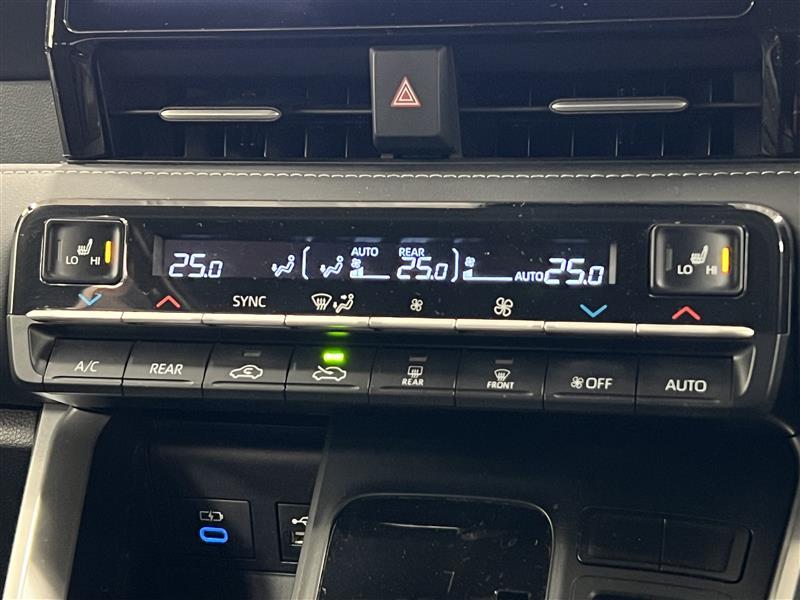 AUTO REAR
25.0 25.0 AUTO 25.0
LO HI
LO HI
SYNC
A/C REAR REAR FRONT OFF AUTO